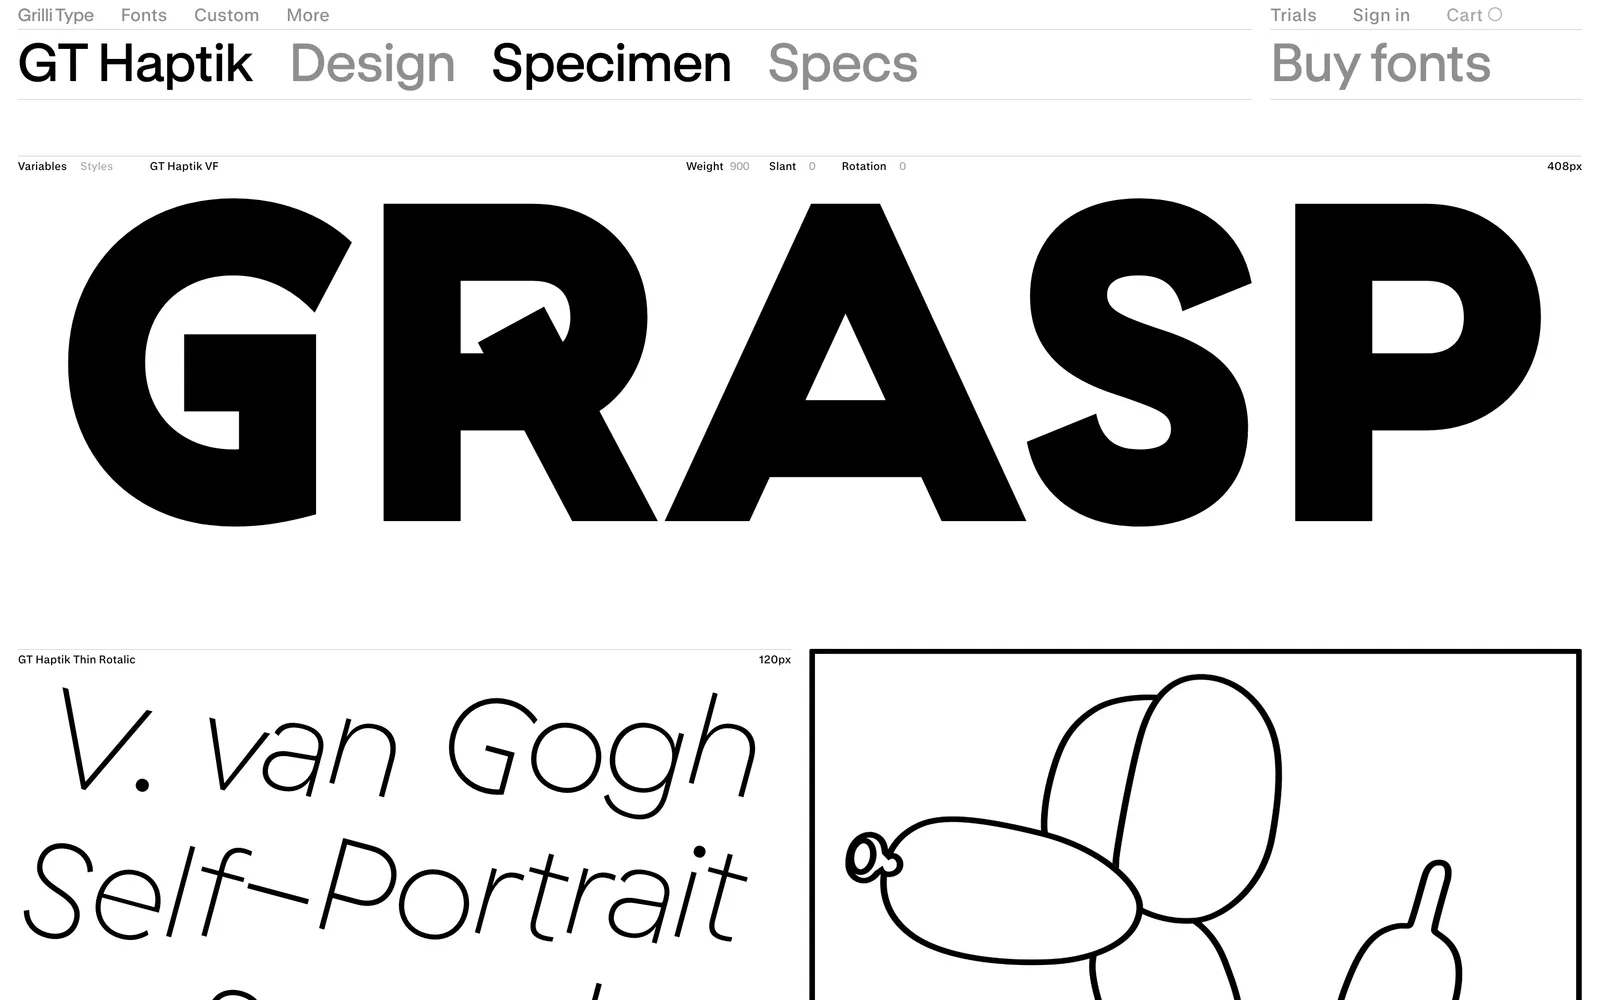 Grilli Type Fonts Custom More Trials Sign in Cart
GT Haptik Design Specimen Specs Buy fonts
Variables Styles GT Haptik VF Weight 900 Slant 0 Rotation 0 408px
GRASP
GT Haptik Thin Rotalic 120px
V. van Gogh
Self–Portrait